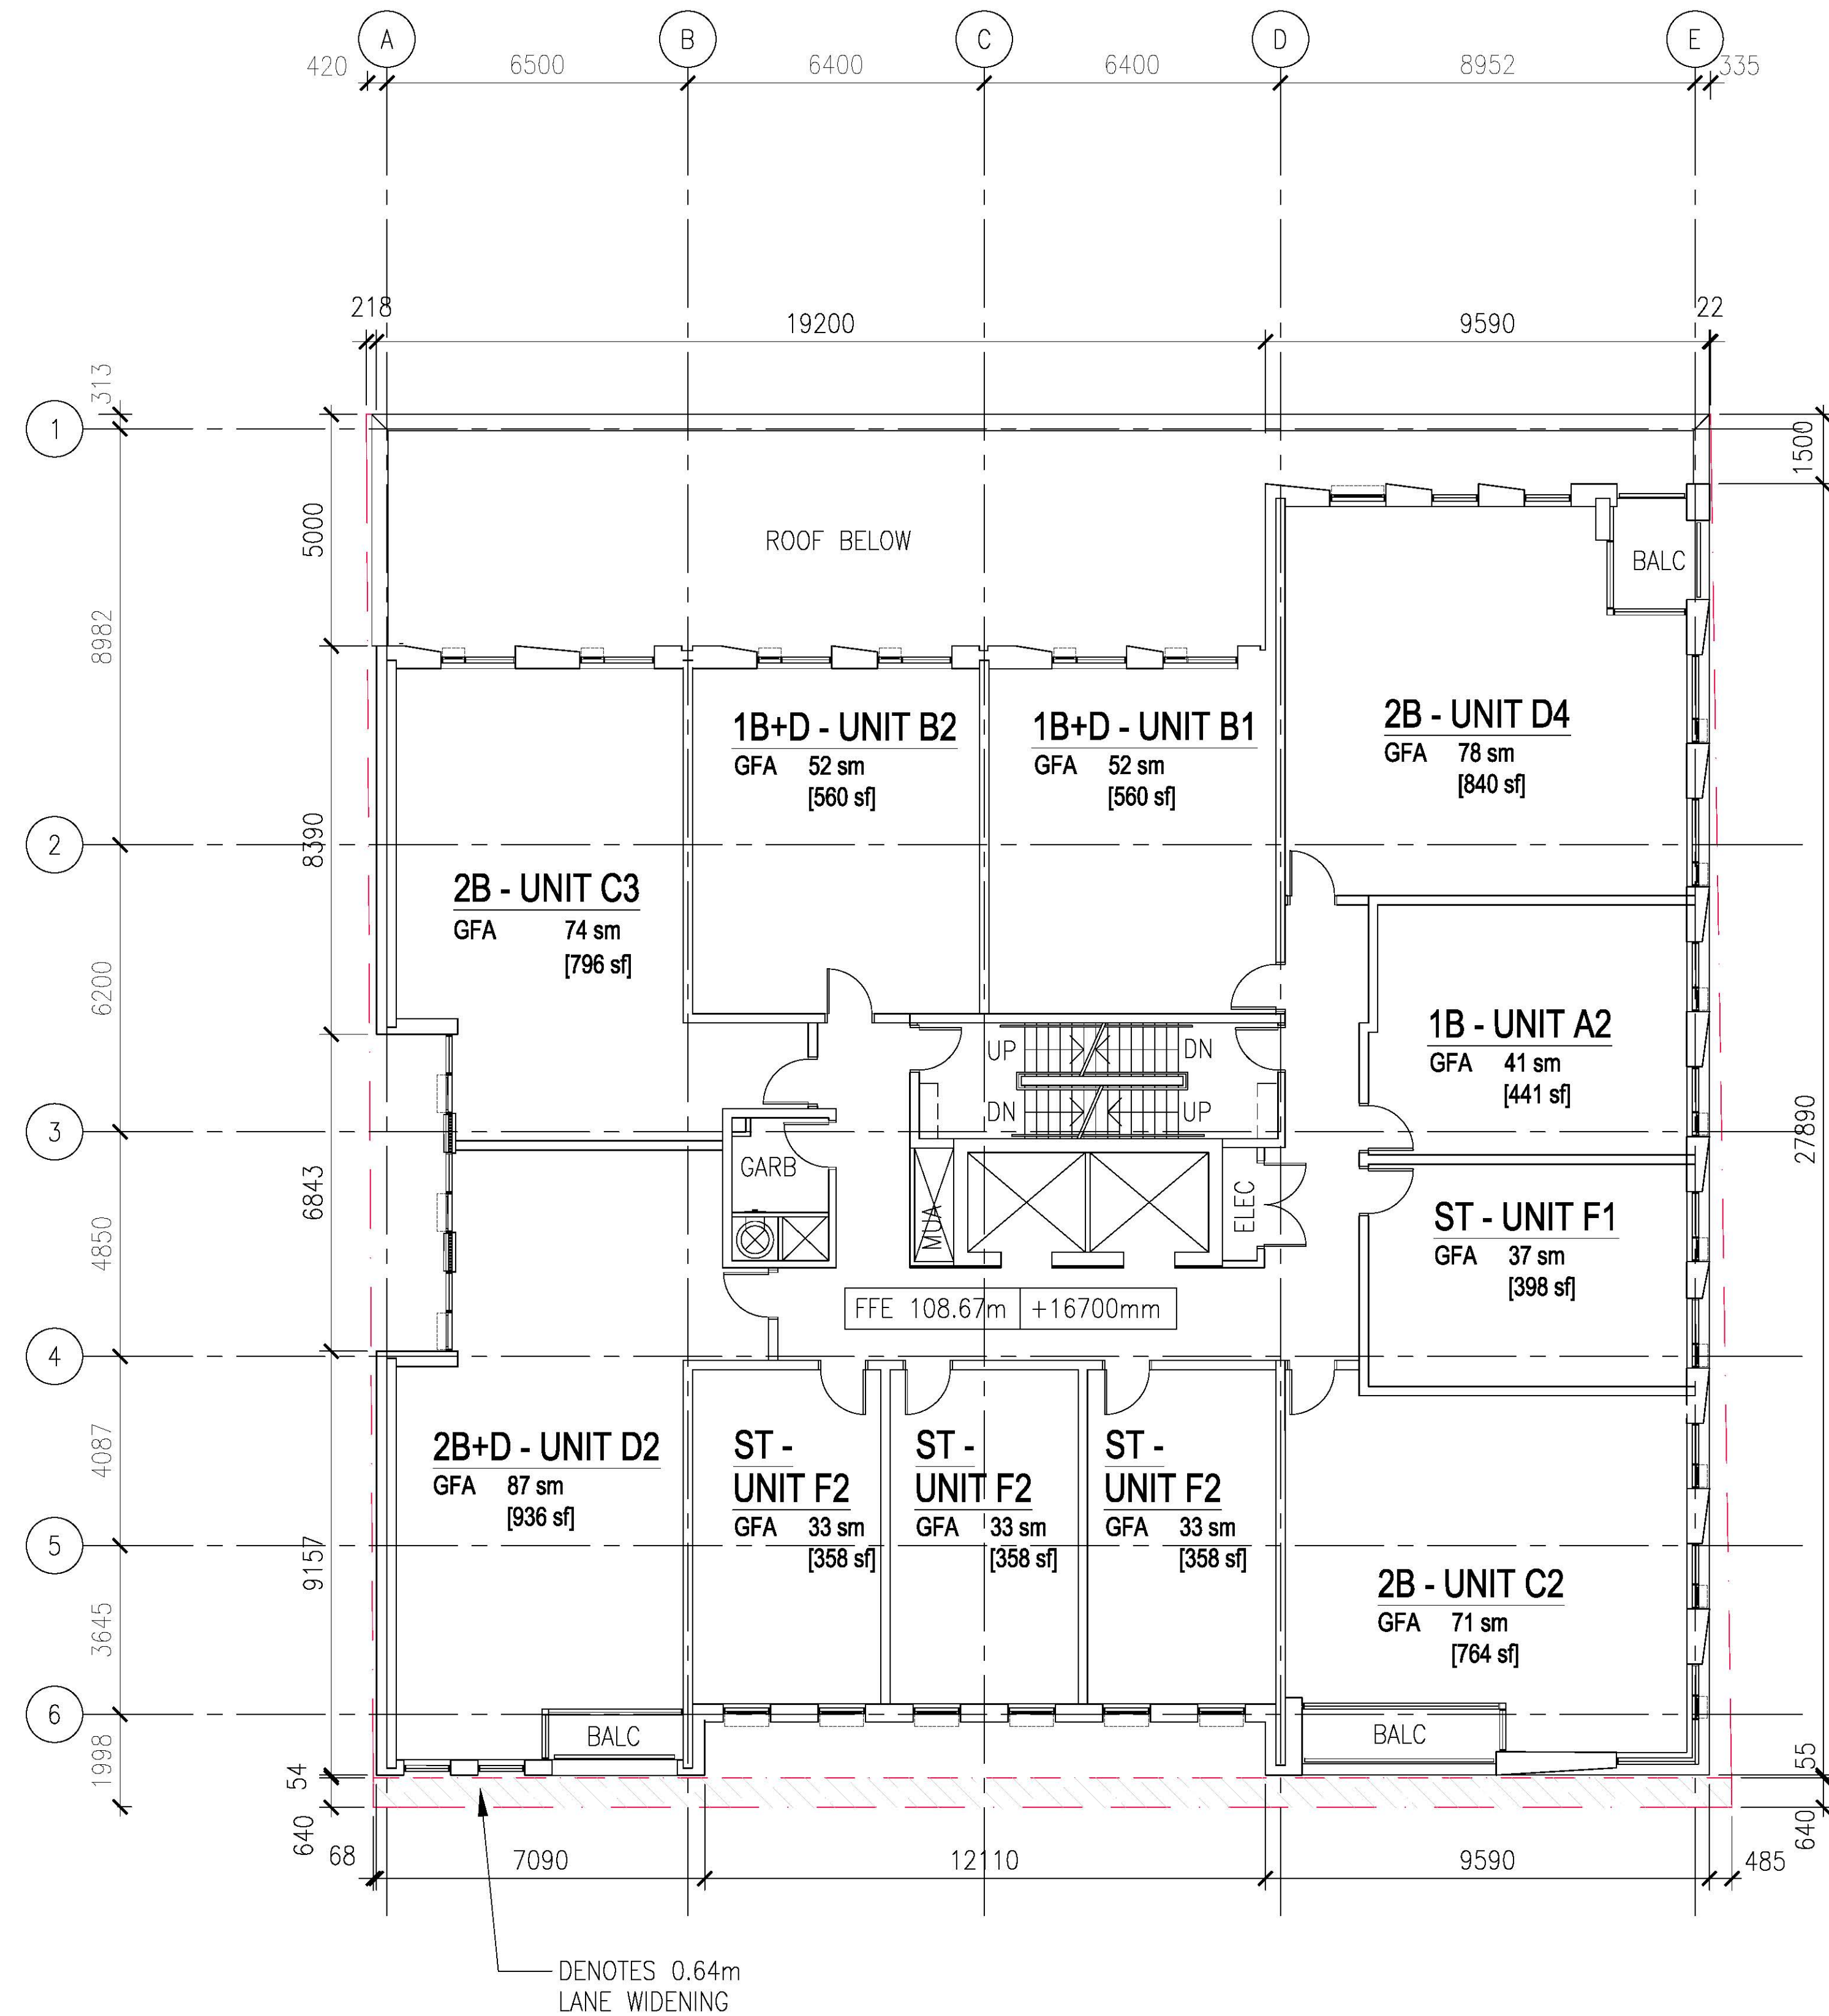 A B C D E
420 6500 6400 6400 8952 335
218 19200 9590 22
313
1
1500
5000
ROOF BELOW
BALC
8982
1B+D - UNIT B2
GFA 52 sm
[560 sf]
1B+D - UNIT B1
GFA 52 sm
[560 sf]
2B - UNIT D4
GFA 78 sm
[840 sf]
2
8390
2B - UNIT C3
GFA 74 sm
[796 sf]
6200
1B - UNIT A2
GFA 41 sm
[441 sf]
UP DN
DN UP
3
27890
GARB
MUA
ELEC
6843
4850
ST - UNIT F1
GFA 37 sm
[398 sf]
FFE 108.67m +16700mm
4
4087
2B+D - UNIT D2
GFA 87 sm
[936 sf]
ST -
UNIT F2
GFA 33 sm
[358 sf]
ST -
UNIT F2
GFA 33 sm
[358 sf]
ST -
UNIT F2
GFA 33 sm
[358 sf]
5
9157
2B - UNIT C2
GFA 71 sm
[764 sf]
3645
6
BALC
BALC
1998
54
55
640
640
68 7090 12110 9590 485
DENOTES 0.64m
LANE WIDENING